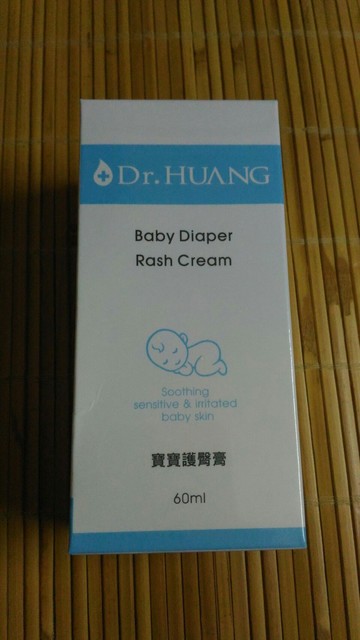 Dr.HUANG
Baby Diaper
Rash Cream
Soothing
sensitive & irritated
baby skin
寶寶護臀膏
60ml